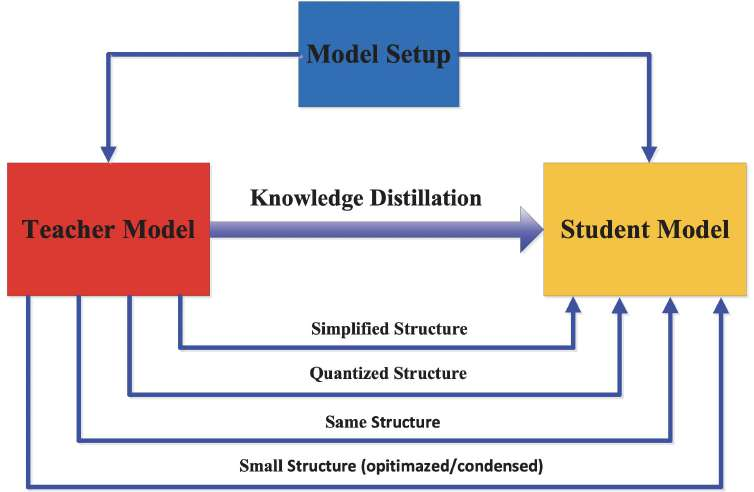 Model Setup
Knowledge Distillation
Teacher Model
Student Model
Simplified Structure
Quantized Structure
Same Structure
Small Structure (opitimazed/condensed)